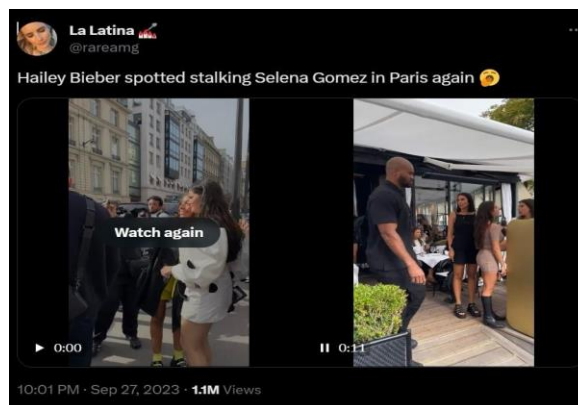 La Latina
@rareamg
Hailey Bieber spotted stalking Selena Gomez in Paris again
Watch again
0:00
0:11
10:01 PM · Sep 27, 2023 · 1.1M Views